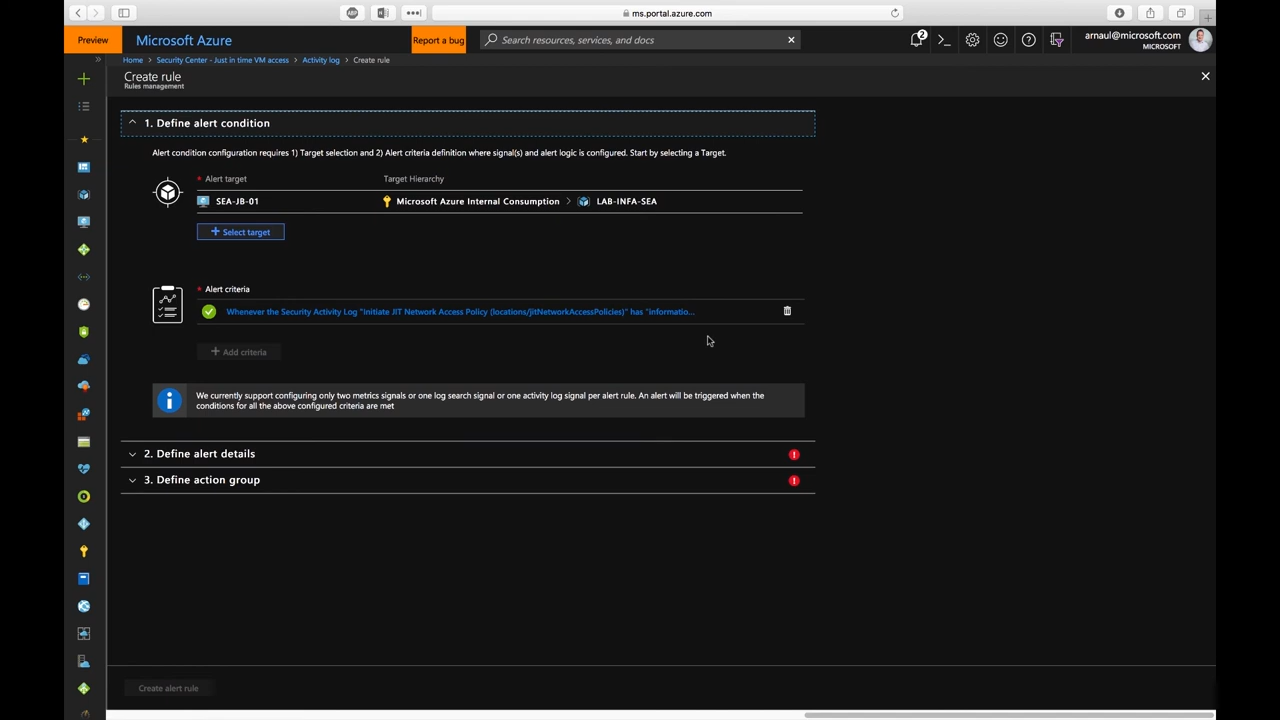 ms.portal.azure.com
ABP
Preview
Microsoft Azure
Report a bug
Search resources, services, and docs
2
arnaul@microsoft.com
MICROSOFT
Home > Security Center - Just in time VM access > Activity log > Create rule
Create rule
Rules management
1. Define alert condition
Alert condition configuration requires 1) Target selection and 2) Alert criteria definition where signal(s) and alert logic is configured. Start by selecting a Target.
* Alert target
Target Hierarchy
SEA-JB-01
Microsoft Azure Internal Consumption > LAB-INFA-SEA
+ Select target
* Alert criteria
Whenever the Security Activity Log "Initiate JIT Network Access Policy (locations/jitNetworkAccessPolicies)" has "informatio...
+ Add criteria
We currently support configuring only two metrics signals or one log search signal or one activity log signal per alert rule. An alert will be triggered when the
conditions for all the above configured criteria are met
2. Define alert details
3. Define action group
Create alert rule